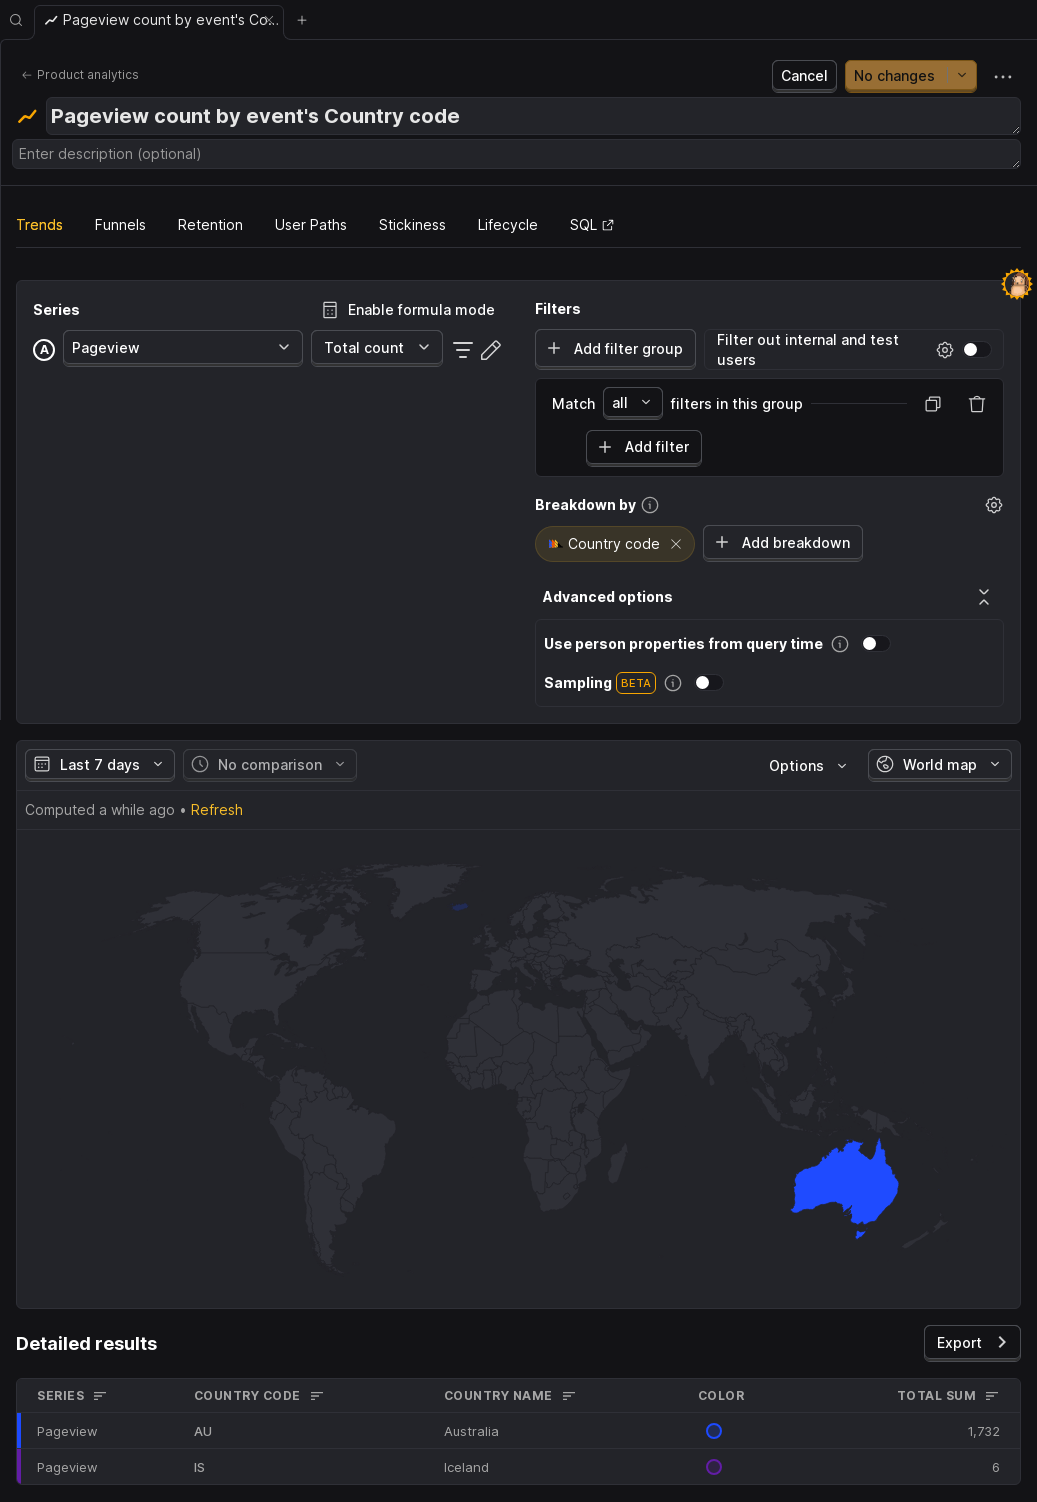 Pageview count by event's Co...
Product analytics
Cancel
No changes
Pageview count by event's Country code
Enter description (optional)
Trends
Funnels
Retention
User Paths
Stickiness
Lifecycle
SQL
Series
Enable formula mode
A
Pageview
Total count
Filters
Add filter group
Filter out internal and test
users
Match
all
filters in this group
Add filter
Breakdown by
Country code
Add breakdown
Advanced options
Use person properties from query time
Sampling BETA
Last 7 days
No comparison
Options
World map
Computed a while ago • Refresh
Detailed results
Export
SERIES COUNTRY CODE COUNTRY NAME COLOR TOTAL SUM
Pageview AU Australia 1,732
Pageview IS Iceland 6